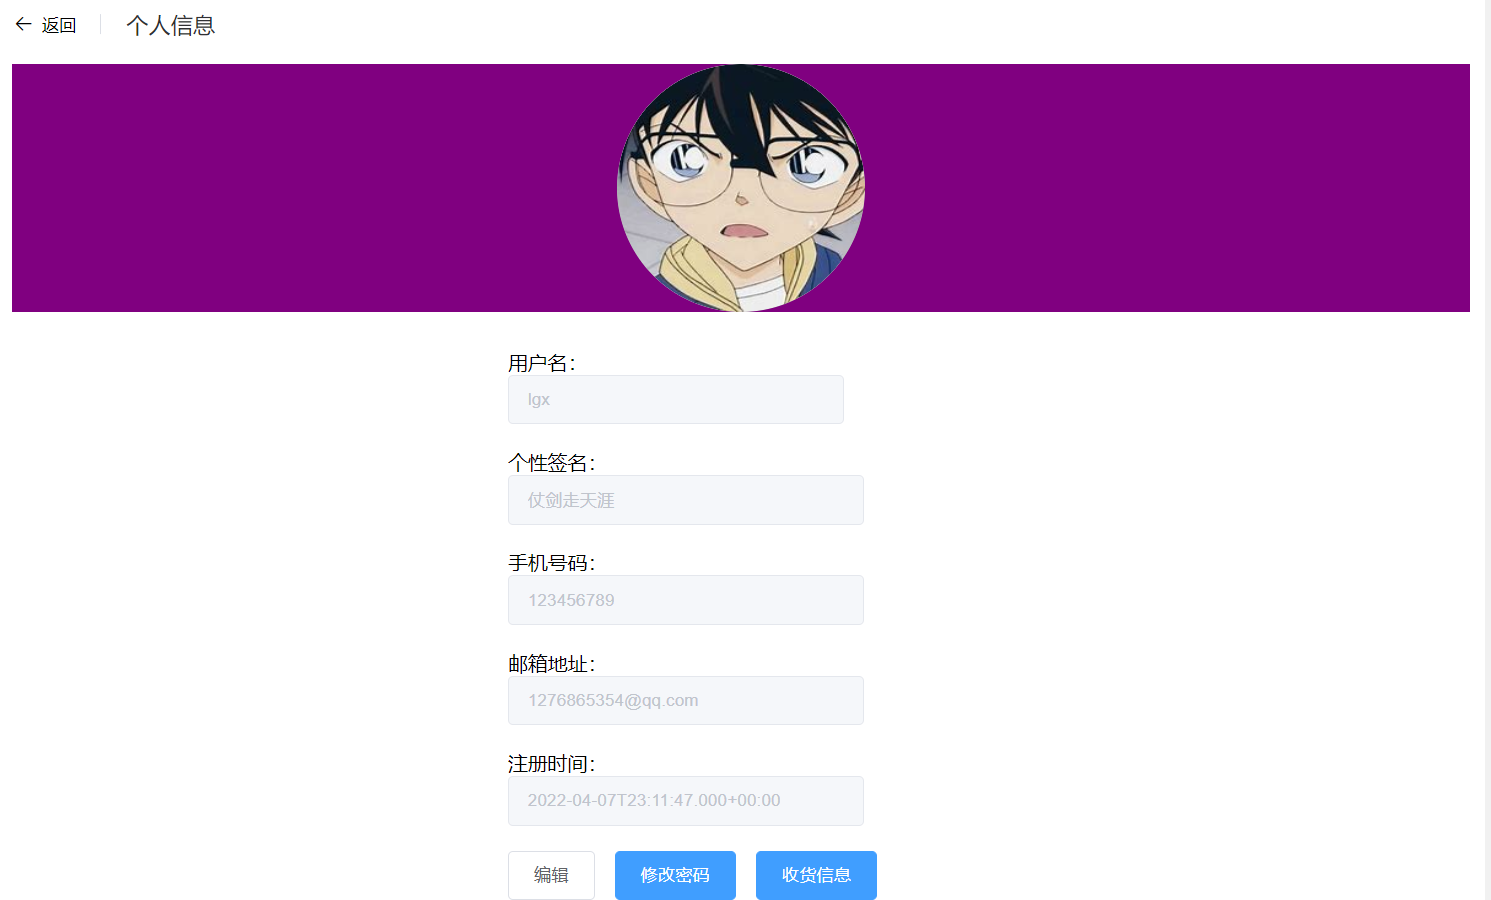 返回
个人信息
用户名：
lgx
个性签名：
仗剑走天涯
手机号码：
123456789
邮箱地址：
1276865354@qq.com
注册时间：
2022-04-07T23:11:47.000+00:00
编辑 修改密码 收货信息